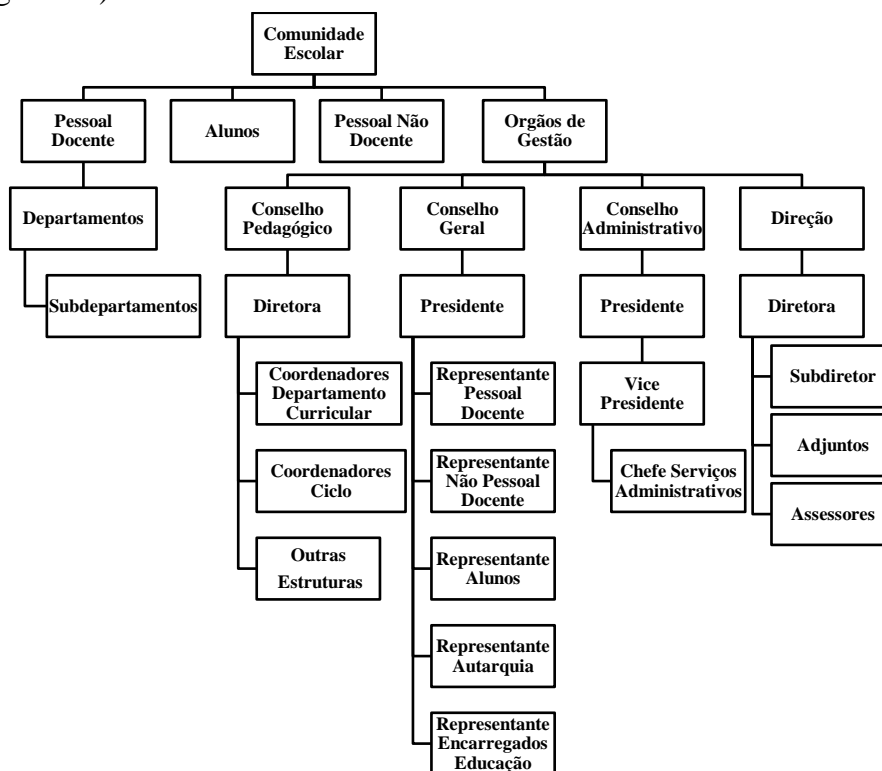 Comunidade
Escolar
Pessoal
Docente
Alunos
Pessoal Não
Docente
Orgãos de
Gestão
Departamentos
Conselho
Pedagógico
Conselho
Geral
Conselho
Administrativo
Direção
Subdepartamentos
Diretora
Presidente
Presidente
Diretora
Coordenadores
Departamento
Curricular
Representante
Pessoal
Docente
Vice
Presidente
Subdiretor
Coordenadores
Ciclo
Representante
Não Pessoal
Docente
Chefe Serviços
Administrativos
Adjuntos
Assessores
Outras
Estruturas
Representante
Alunos
Representante
Autarquia
Representante
Encarregados
Educação